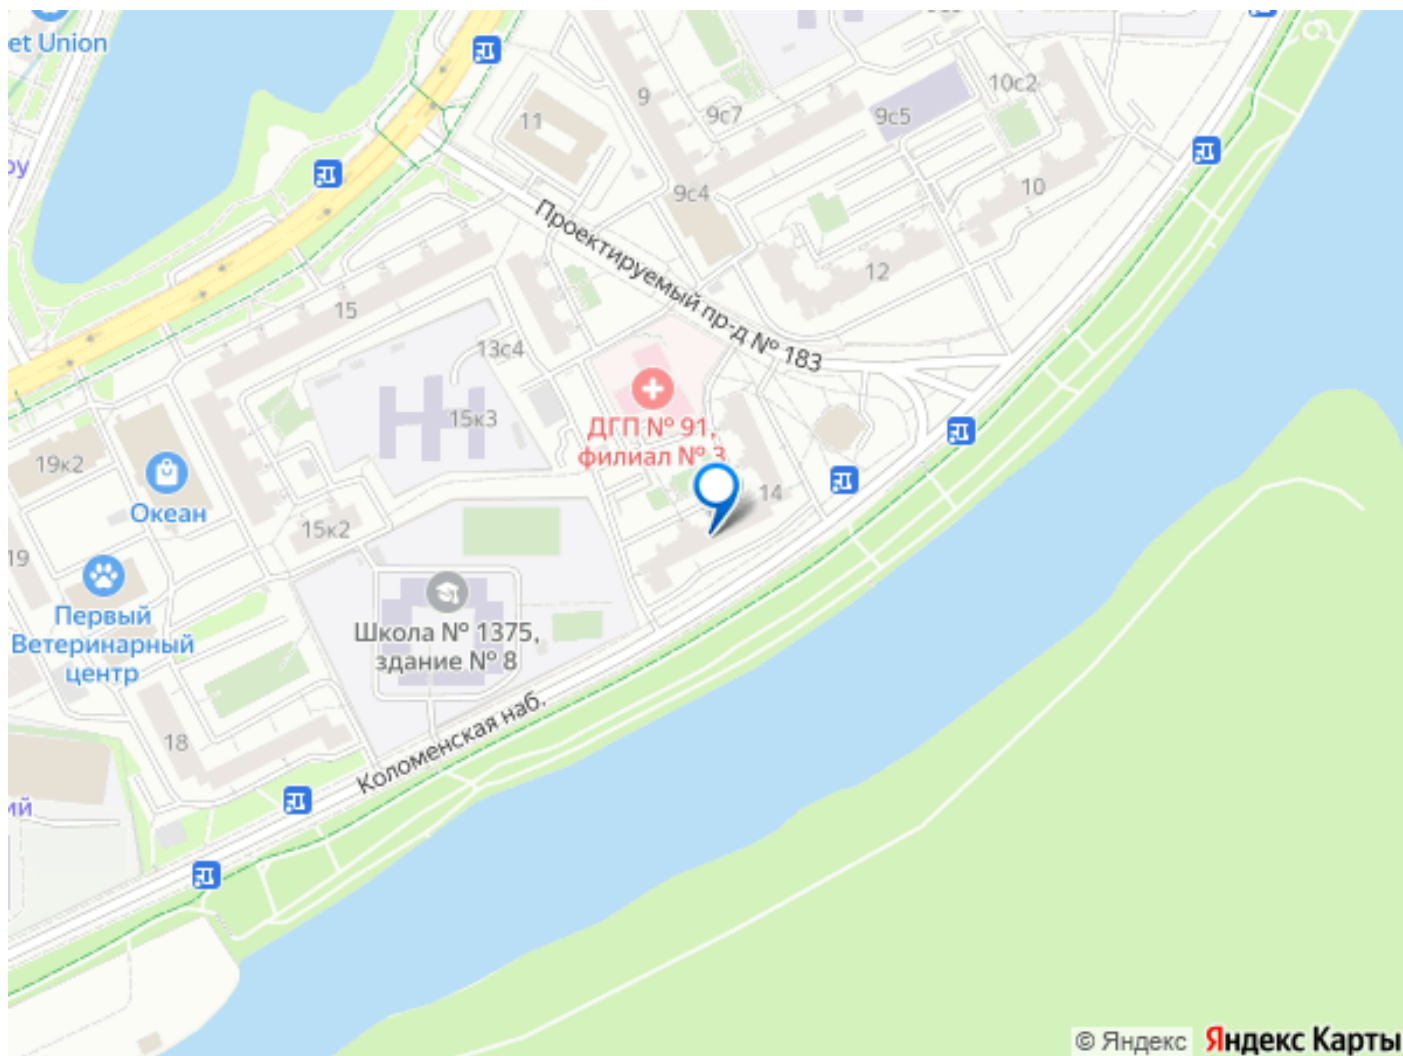 et Union
ру
11
9
9с7
9с5
10с2
9с4
10
12
Проектируемый пр-д № 183
15
13с4
15к3
ДГП № 91,
филиал № 3
14
19к2
Океан
15к2
19
Первый
Ветеринарный
центр
Школа № 1375,
здание № 8
18
Коломенская наб.
ий
© Яндекс Яндекс Карты